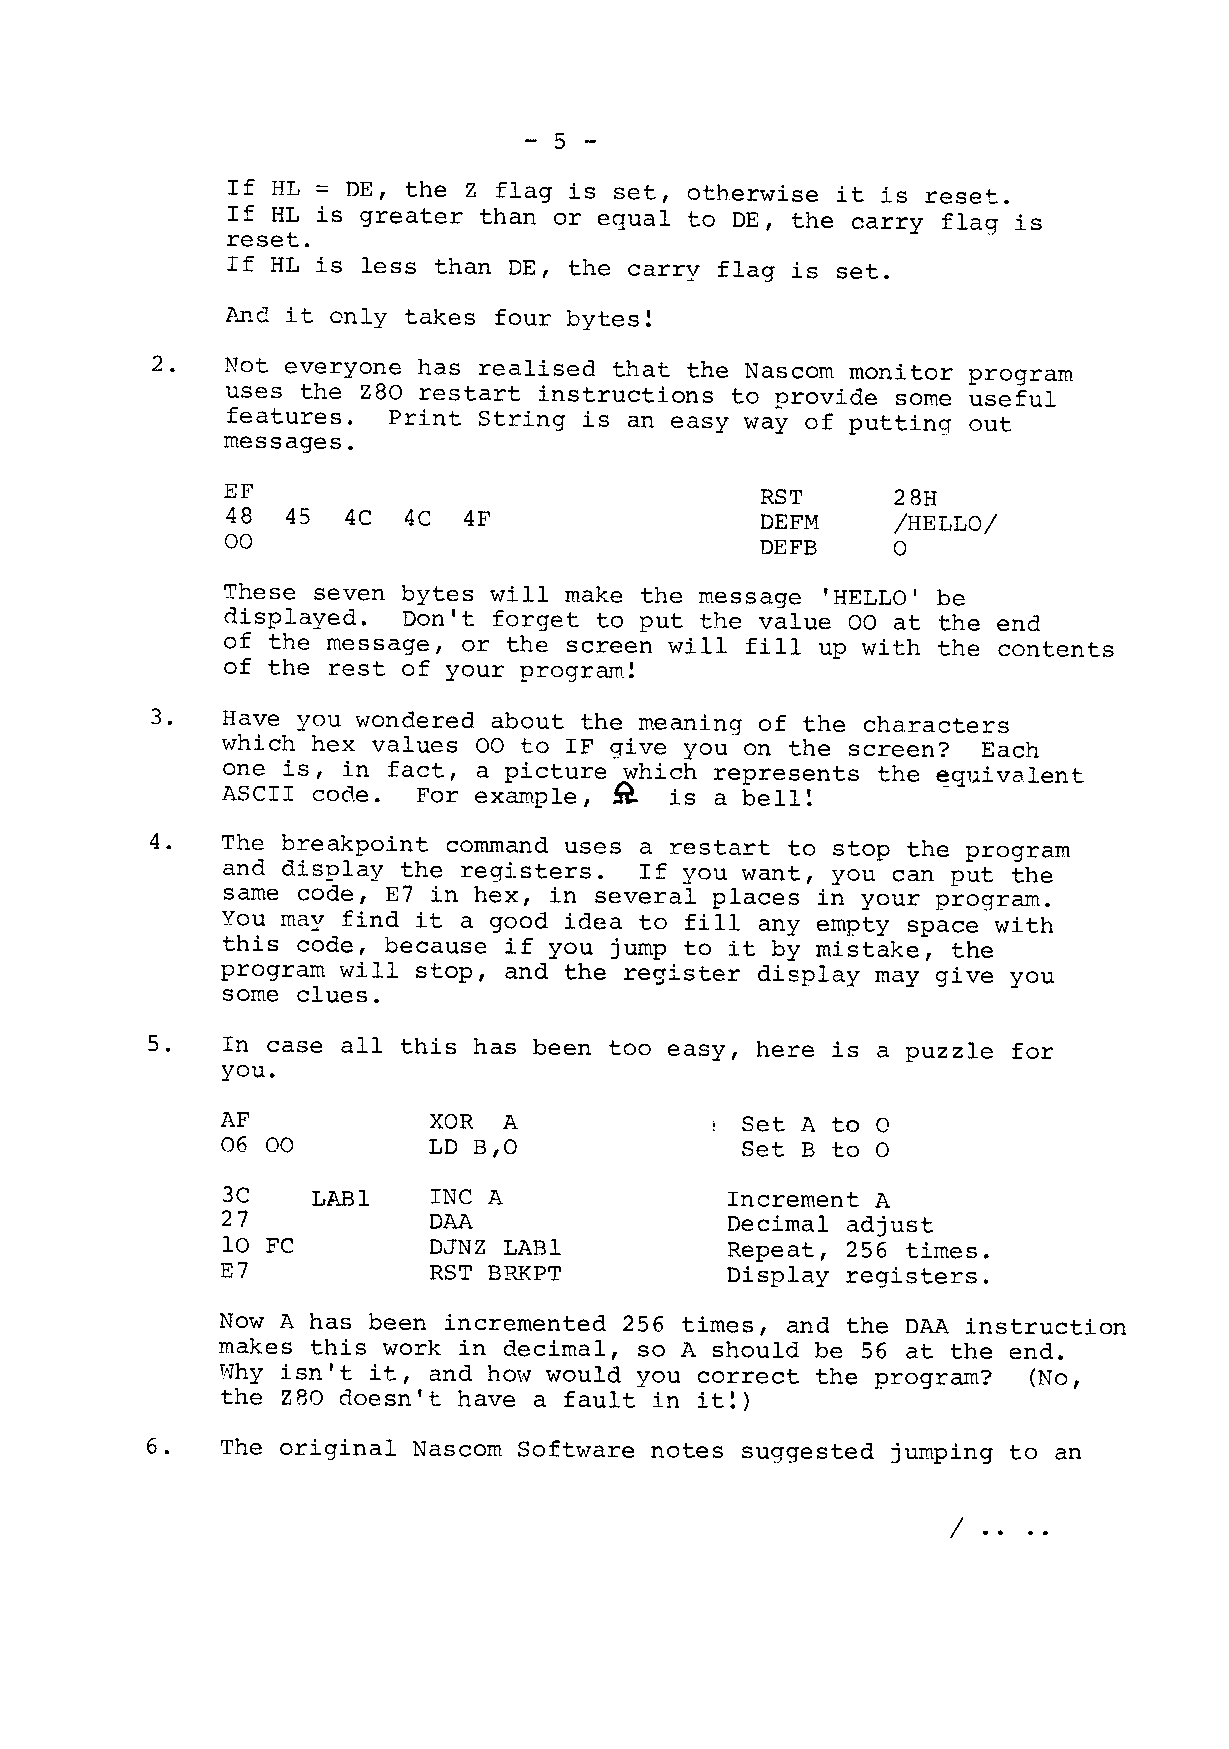 - 5 -
If HL = DE, the Z flag is set, otherwise it is reset.
If HL is greater than or equal to DE, the carry flag is
reset.
If HL is less than DE, the carry flag is set.
And it only takes four bytes!
2. Not everyone has realised that the Nascom monitor program
uses the Z80 restart instructions to provide some useful
features. Print String is an easy way of putting out
messages.
EF RST 28H
48 45 4C 4C 4F DEFM /HELLO/
00 DEFB 0
These seven bytes will make the message 'HELLO' be
displayed. Don't forget to put the value 00 at the end
of the message, or the screen will fill up with the contents
of the rest of your program!
3. Have you wondered about the meaning of the characters
which hex values 00 to IF give you on the screen? Each
one is, in fact, a picture which represents the equivalent
ASCII code. For example, is a bell!
4. The breakpoint command uses a restart to stop the program
and display the registers. If you want, you can put the
same code, E7 in hex, in several places in your program.
You may find it a good idea to fill any empty space with
this code, because if you jump to it by mistake, the
program will stop, and the register display may give you
some clues.
5. In case all this has been too easy, here is a puzzle for
you.
AF XOR A Set A to 0
06 00 LD B,0 Set B to 0
3C LAB1 INC A Increment A
27 DAA Decimal adjust
10 FC DJNZ LAB1 Repeat, 256 times.
E7 RST BRKPT Display registers.
Now A has been incremented 256 times, and the DAA instruction
makes this work in decimal, so A should be 56 at the end.
Why isn't it, and how would you correct the program? (No,
the Z80 doesn't have a fault in it!)
6. The original Nascom Software notes suggested jumping to an
/ .. ..